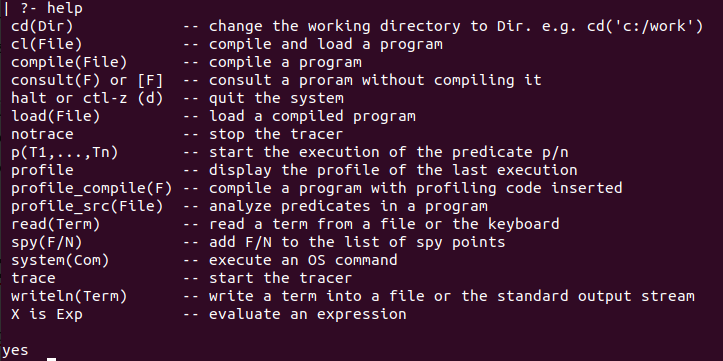 | ?- help
cd(Dir)             -- change the working directory to Dir. e.g. cd('c:/work')
cl(File)            -- compile and load a program
compile(File)       -- compile a program
consult(F) or [F]   -- consult a proram without compiling it
halt or ctl-z (d)   -- quit the system
load(File)          -- load a compiled program
notrace             -- stop the tracer
p(T1,...,Tn)        -- start the execution of the predicate p/n
profile             -- display the profile of the last execution
profile_compile(F)  -- compile a program with profiling code inserted
profile_src(File)   -- analyze predicates in a program
read(Term)          -- read a term from a file or the keyboard
spy(F/N)            -- add F/N to the list of spy points
system(Com)         -- execute an OS command
trace               -- start the tracer
writeln(Term)       -- write a term into a file or the standard output stream
X is Exp            -- evaluate an expression
yes